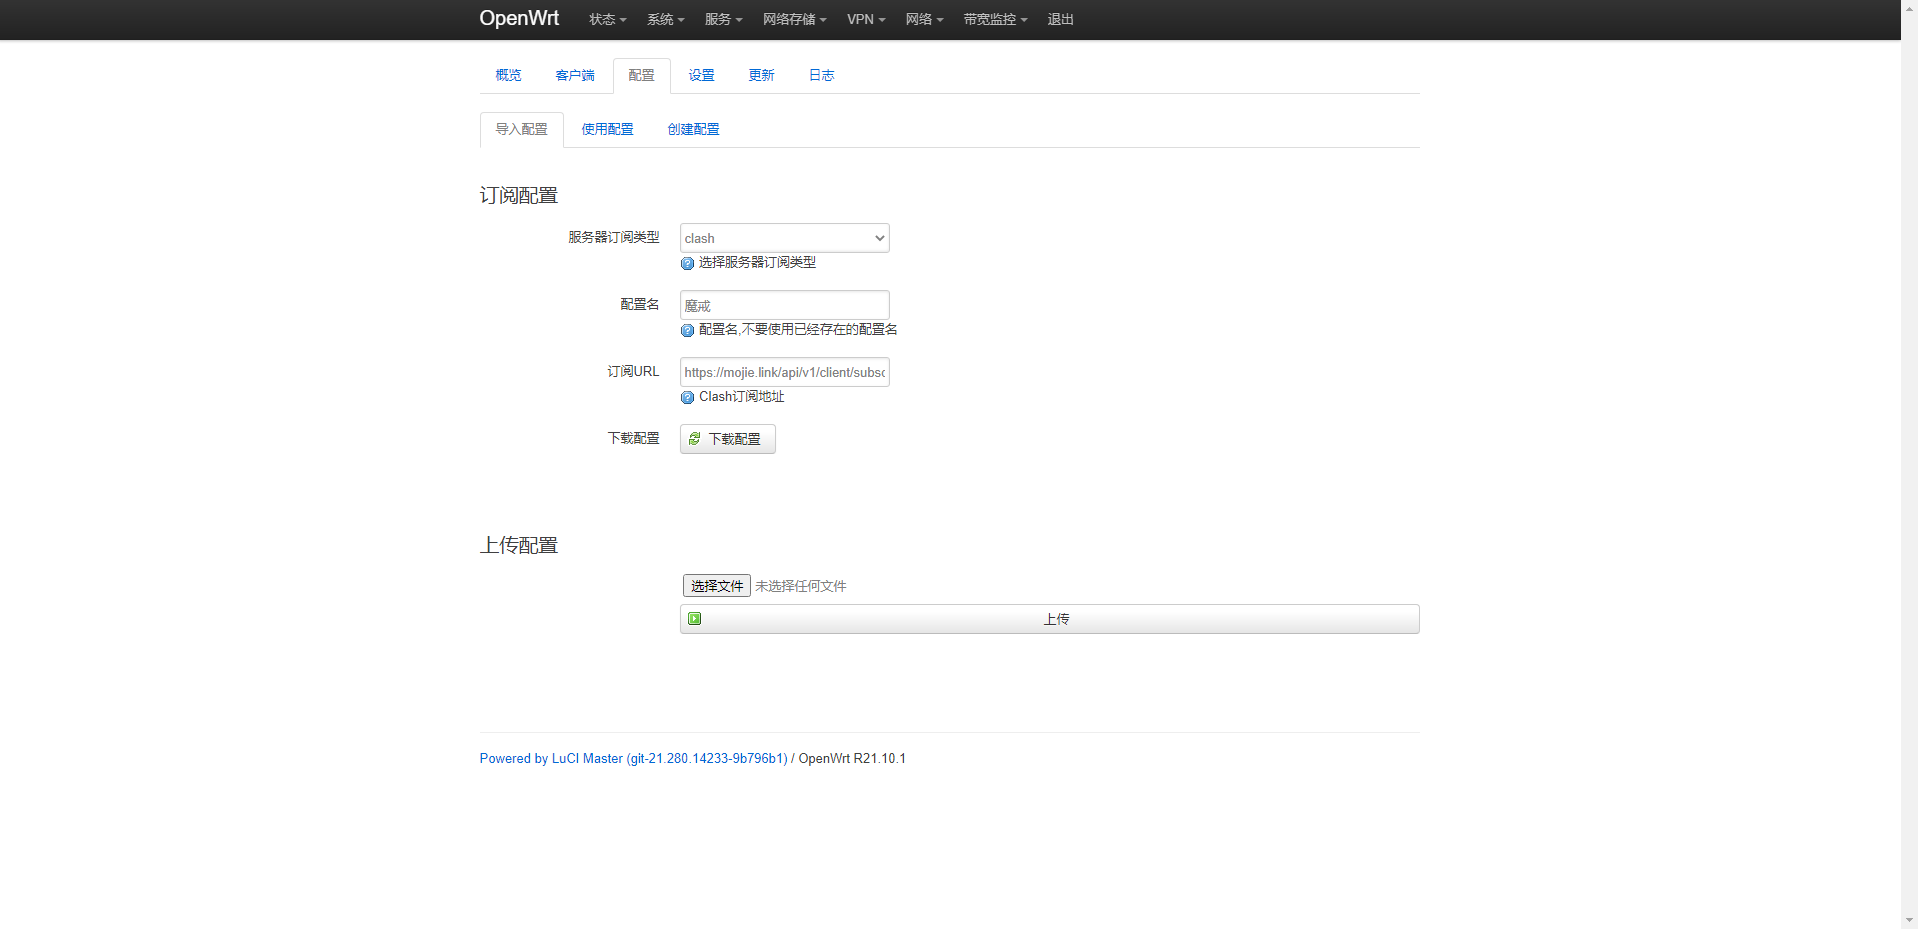 OpenWrt 状态 系统 服务 网络存储 VPN 网络 带宽监控 退出
概览 客户端 配置 设置 更新 日志
导入配置 使用配置 创建配置
订阅配置
服务器订阅类型 clash
选择服务器订阅类型
配置名 魔戒
配置名,不要使用已经存在的配置名
订阅URL https://mojie.link/api/v1/client/subsc
Clash订阅地址
下载配置 下载配置
上传配置
选择文件 未选择任何文件
上传
Powered by LuCI Master (git-21.280.14233-9b796b1) / OpenWrt R21.10.1